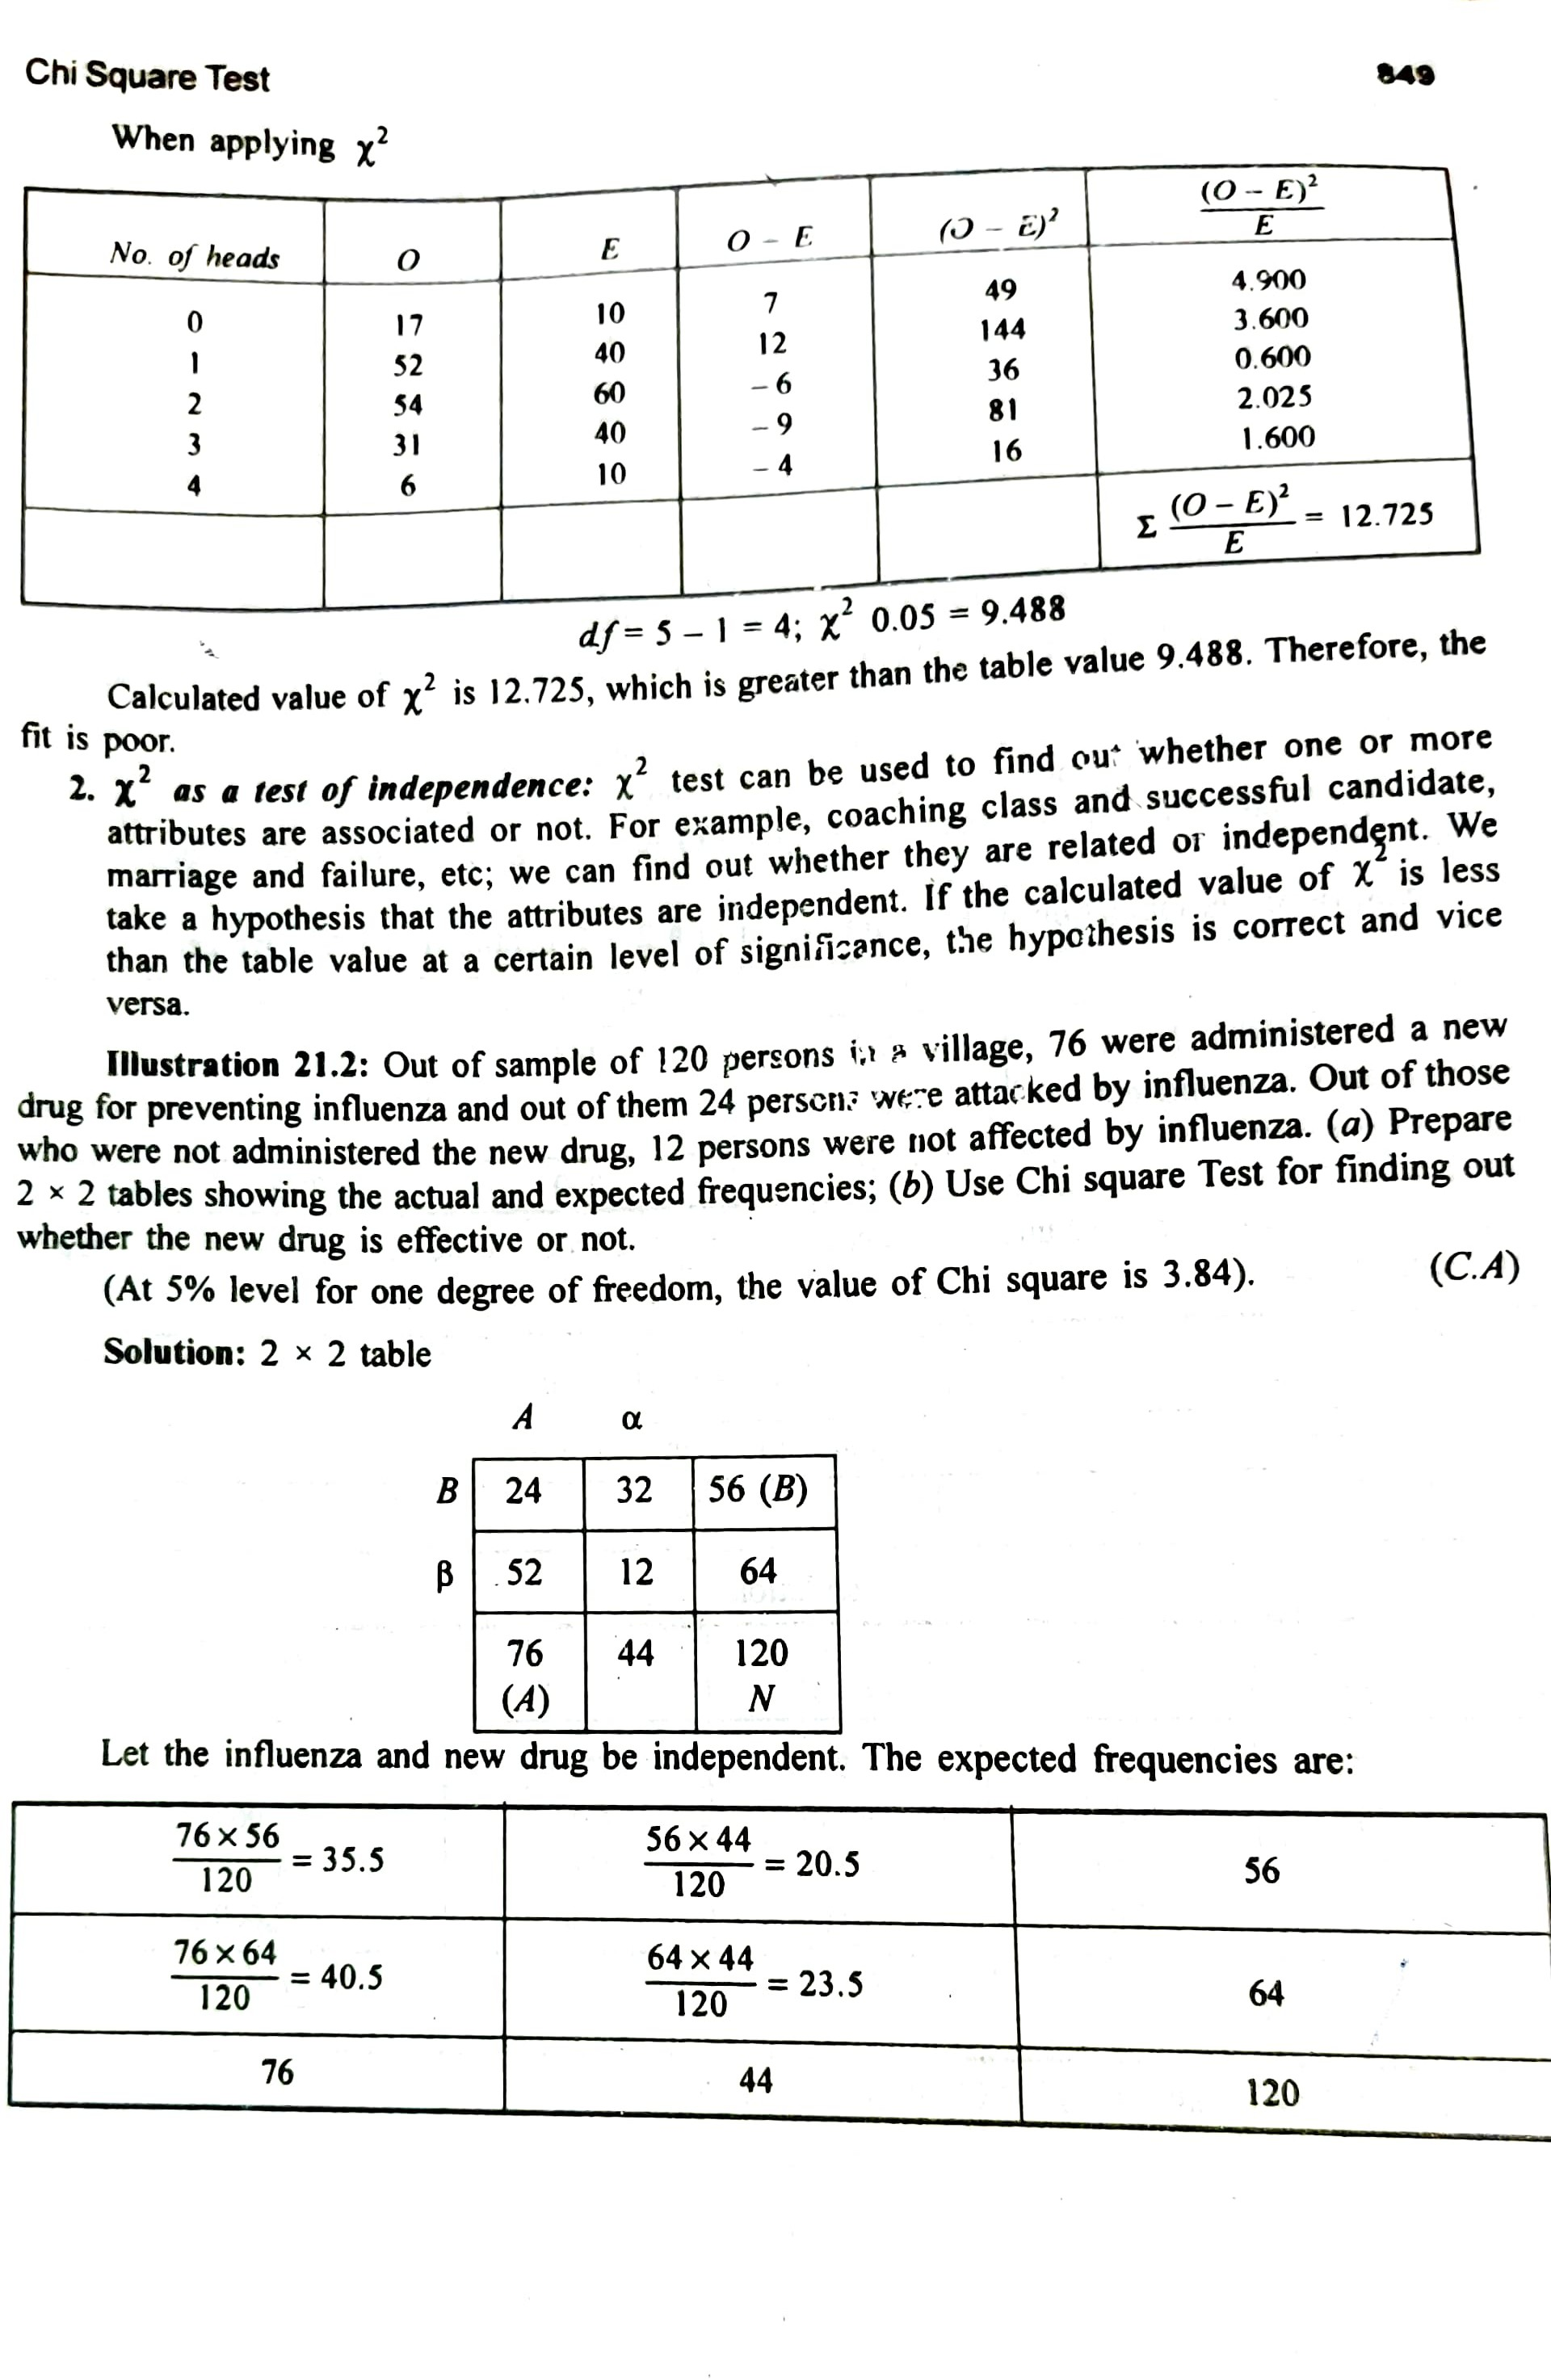 Chi Square Test 849
When applying χ²
No. of heads O E O – E (O – E)² (O – E)²/E
0 17 10 7 49 4.900
1 52 40 12 144 3.600
2 54 60 – 6 36 0.600
3 31 40 – 9 81 2.025
4 6 10 – 4 16 1.600
Σ (O – E)²/E = 12.725
df = 5 – 1 = 4; χ² 0.05 = 9.488
Calculated value of χ² is 12.725, which is greater than the table value 9.488. Therefore, the
fit is poor.
2. χ² as a test of independence: χ² test can be used to find out whether one or more
attributes are associated or not. For example, coaching class and successful candidate,
marriage and failure, etc; we can find out whether they are related or independent. We
take a hypothesis that the attributes are independent. If the calculated value of χ² is less
than the table value at a certain level of significance, the hypothesis is correct and vice
versa.
Illustration 21.2: Out of sample of 120 persons in a village, 76 were administered a new
drug for preventing influenza and out of them 24 persons were attacked by influenza. Out of those
who were not administered the new drug, 12 persons were not affected by influenza. (a) Prepare
2 × 2 tables showing the actual and expected frequencies; (b) Use Chi square Test for finding out
whether the new drug is effective or not.
(At 5% level for one degree of freedom, the value of Chi square is 3.84). (C.A)
Solution: 2 × 2 table
A α
B 24 32 56 (B)
β 52 12 64
76 44 120
(A) N
Let the influenza and new drug be independent. The expected frequencies are:
76 × 56/120 = 35.5 56 × 44/120 = 20.5 56
76 × 64/120 = 40.5 64 × 44/120 = 23.5 64
76 44 120